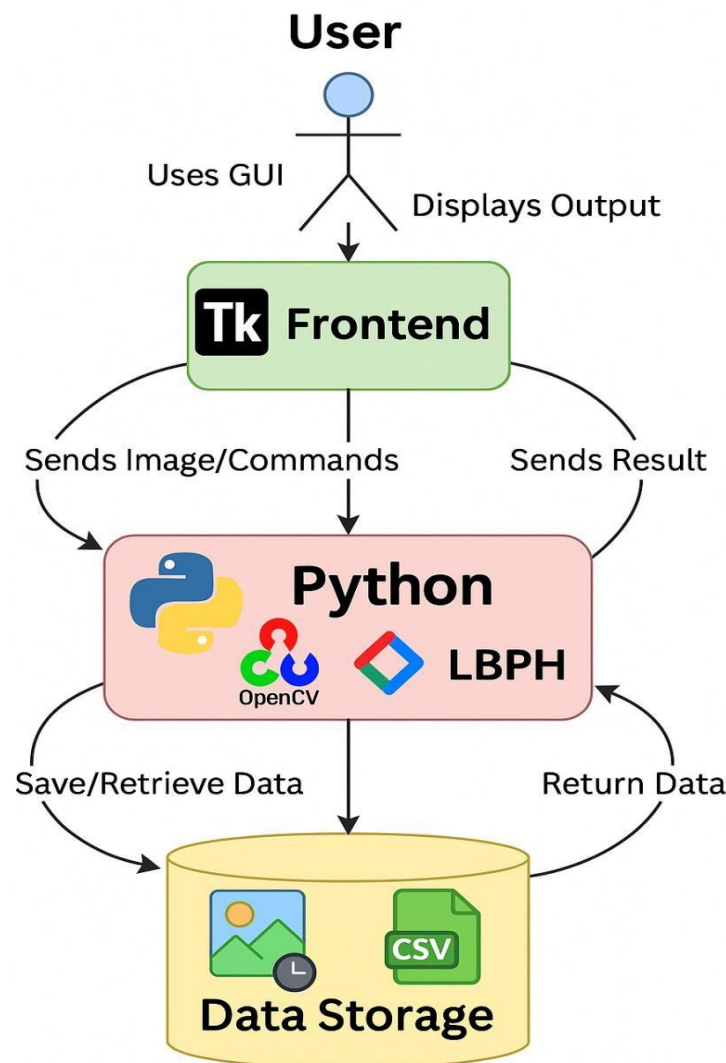 User
Uses GUI
Displays Output
Tk Frontend
Sends Image/Commands
Sends Result
Python
OpenCV
LBPH
Save/Retrieve Data
Return Data
CSV
Data Storage